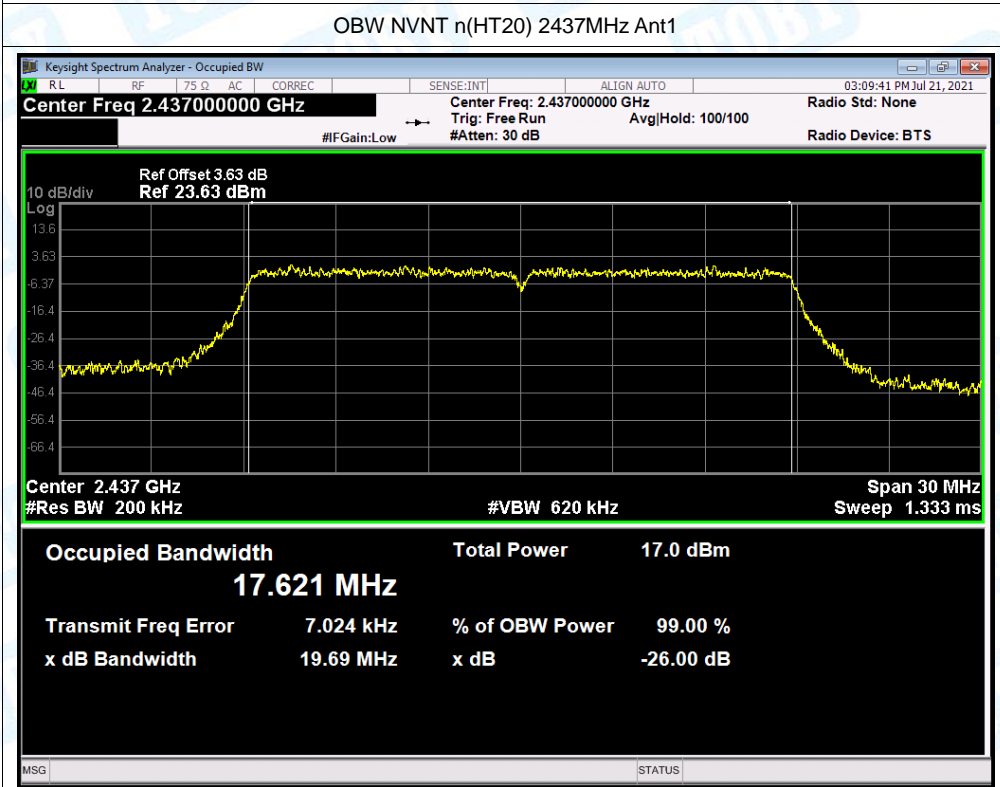 OBW NVNT n(HT20) 2437MHz Ant1
Keysight Spectrum Analyzer - Occupied BW
LXI RL RF 75 Ω AC CORREC SENSE:INT ALIGN AUTO 03:09:41 PM Jul 21, 2021
Center Freq 2.437000000 GHz Center Freq: 2.437000000 GHz Radio Std: None
Trig: Free Run Avg|Hold: 100/100
#IFGain:Low #Atten: 30 dB Radio Device: BTS
Ref Offset 3.63 dB
10 dB/div Ref 23.63 dBm
Log
13.6
3.63
-6.37
-16.4
-26.4
-36.4
-46.4
-56.4
-66.4
Center 2.437 GHz Span 30 MHz
#Res BW 200 kHz #VBW 620 kHz Sweep 1.333 ms
Occupied Bandwidth Total Power 17.0 dBm
17.621 MHz
Transmit Freq Error 7.024 kHz % of OBW Power 99.00 %
x dB Bandwidth 19.69 MHz x dB -26.00 dB
MSG STATUS